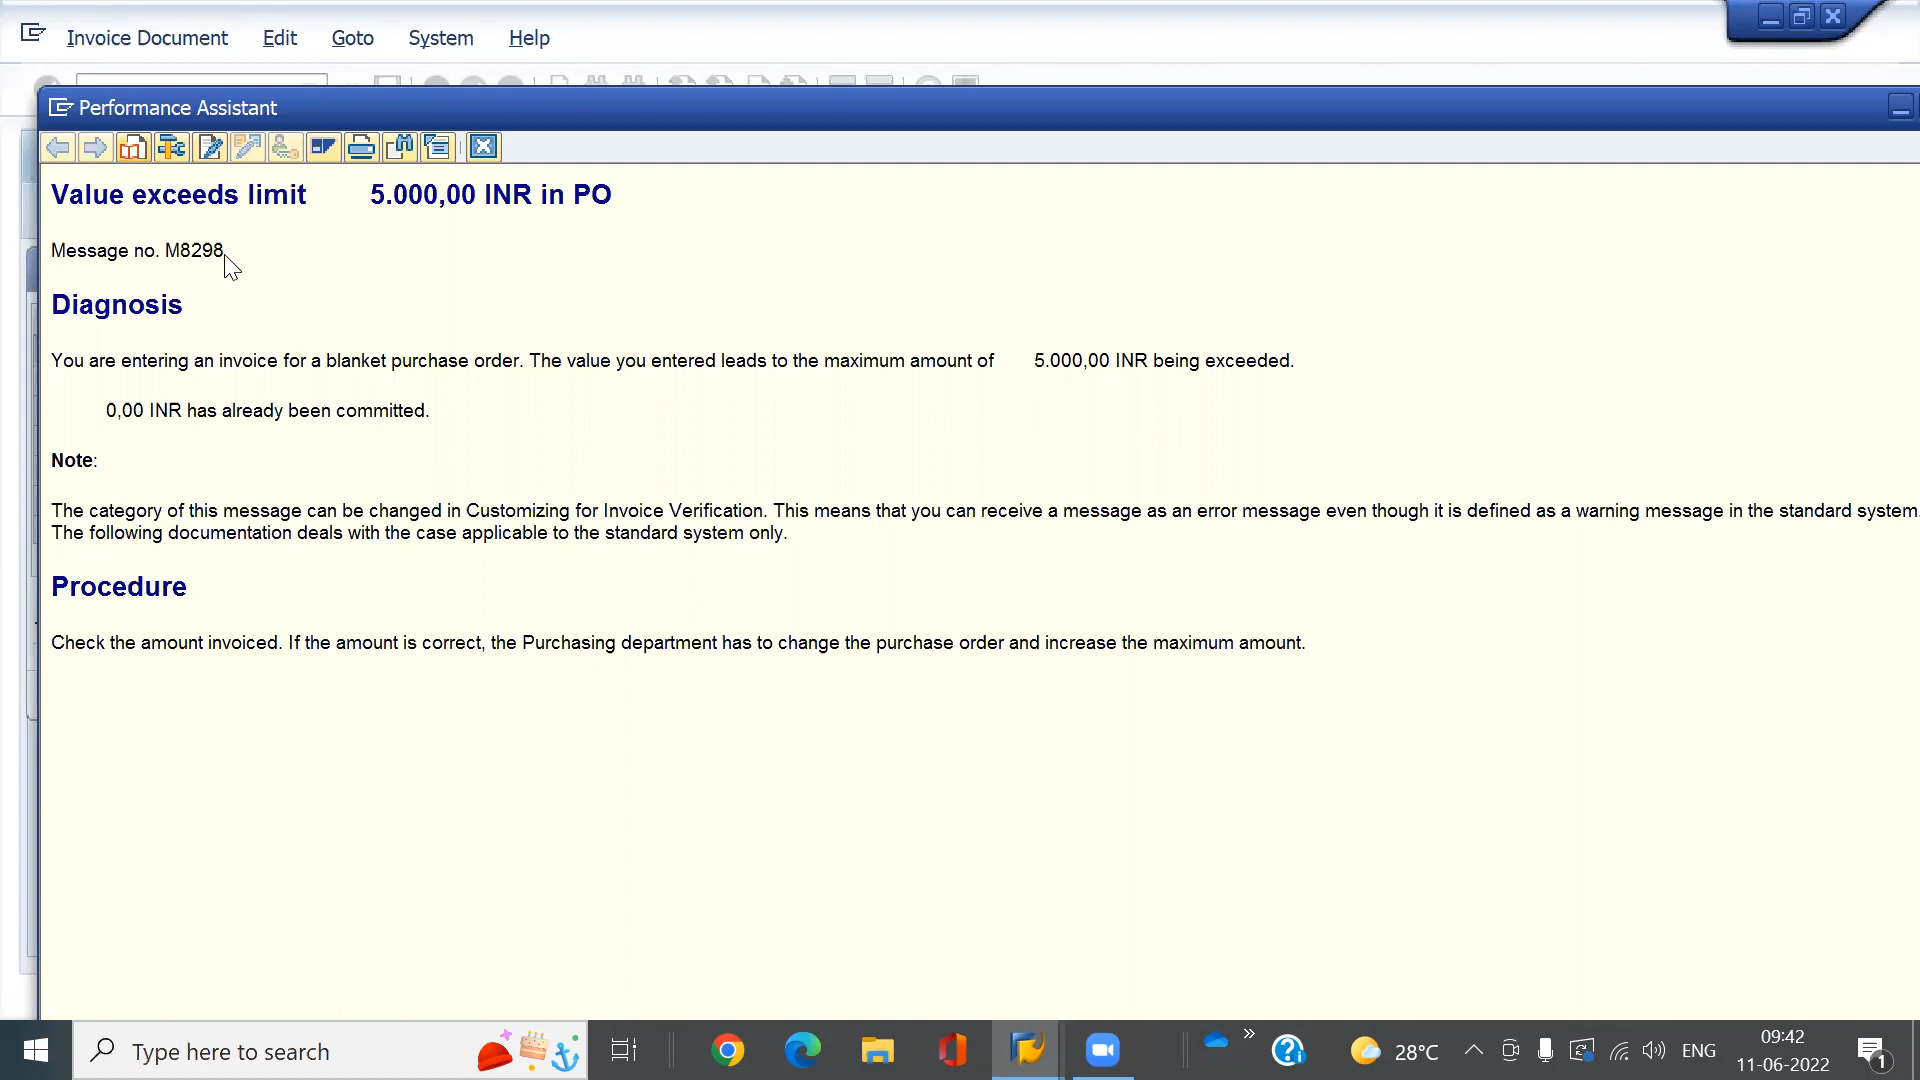 Invoice Document Edit Goto System Help
Performance Assistant
Value exceeds limit 5.000,00 INR in PO
Message no. M8298
Diagnosis
You are entering an invoice for a blanket purchase order. The value you entered leads to the maximum amount of 5.000,00 INR being exceeded.
0,00 INR has already been committed.
Note:
The category of this message can be changed in Customizing for Invoice Verification. This means that you can receive a message as an error message even though it is defined as a warning message in the standard system.
The following documentation deals with the case applicable to the standard system only.
Procedure
Check the amount invoiced. If the amount is correct, the Purchasing department has to change the purchase order and increase the maximum amount.
Type here to search
28°C
ENG
09:42
11-06-2022
1